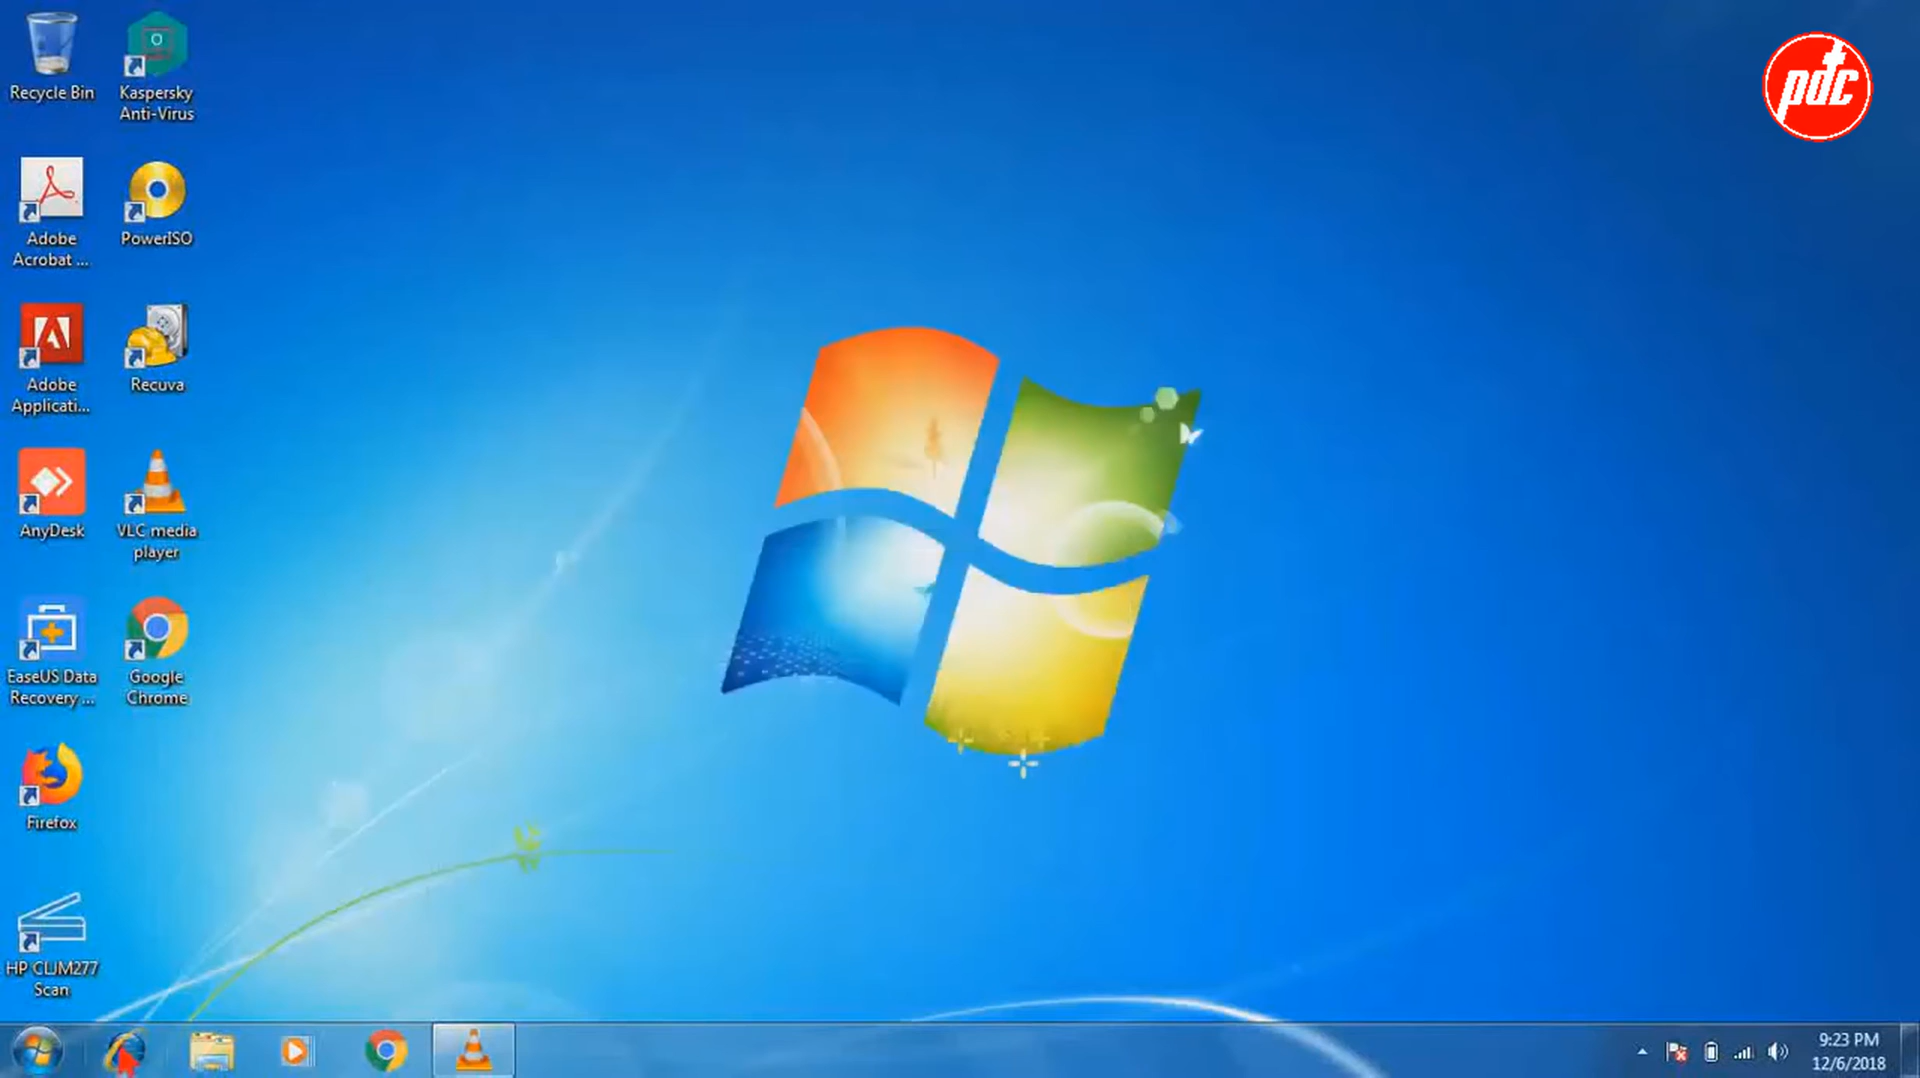 Recycle Bin
Kaspersky
Anti-Virus
pdc
Adobe
Acrobat ...
PowerISO
Adobe
Applicati...
Recuva
AnyDesk
VLC media
player
EaseUS Data
Recovery ...
Google
Chrome
Firefox
HP CLJM277
Scan
9:23 PM
12/6/2018